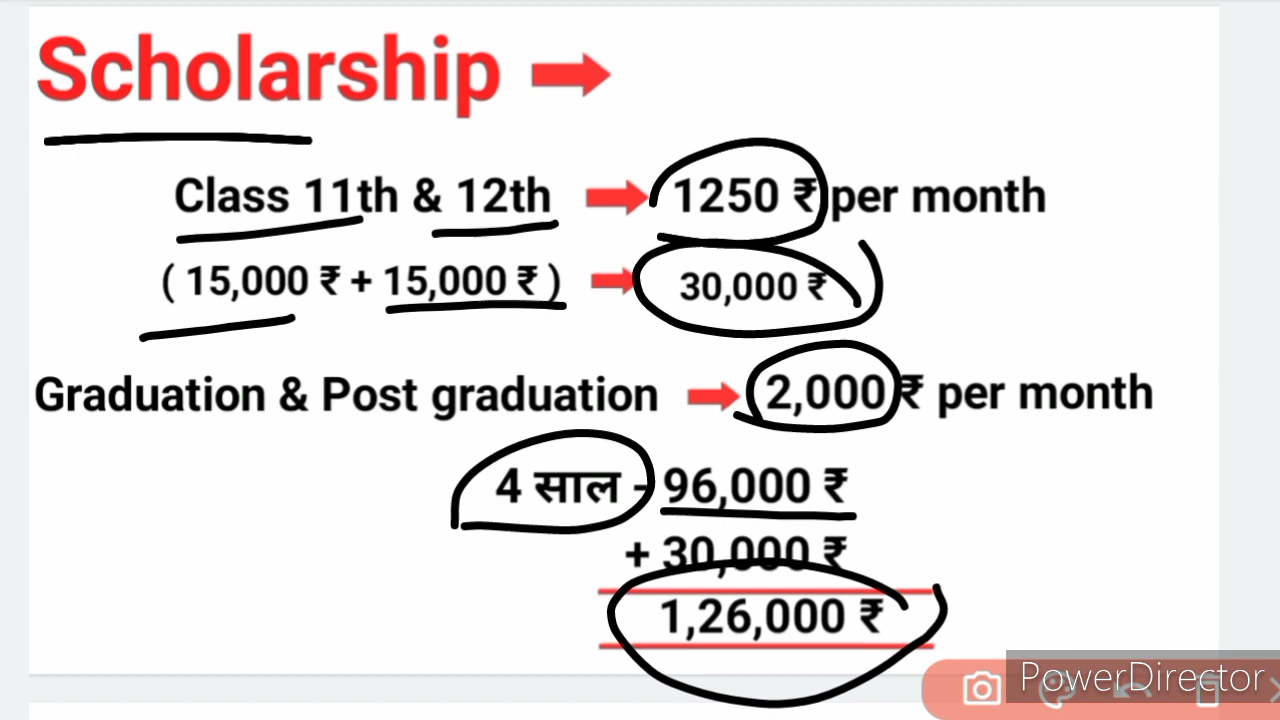 Scholarship
Class 11th & 12th 1250 ₹ per month
( 15,000 ₹ + 15,000 ₹ ) 30,000 ₹
Graduation & Post graduation 2,000 ₹ per month
4 साल - 96,000 ₹
+ 30,000 ₹
1,26,000 ₹
PowerDirector